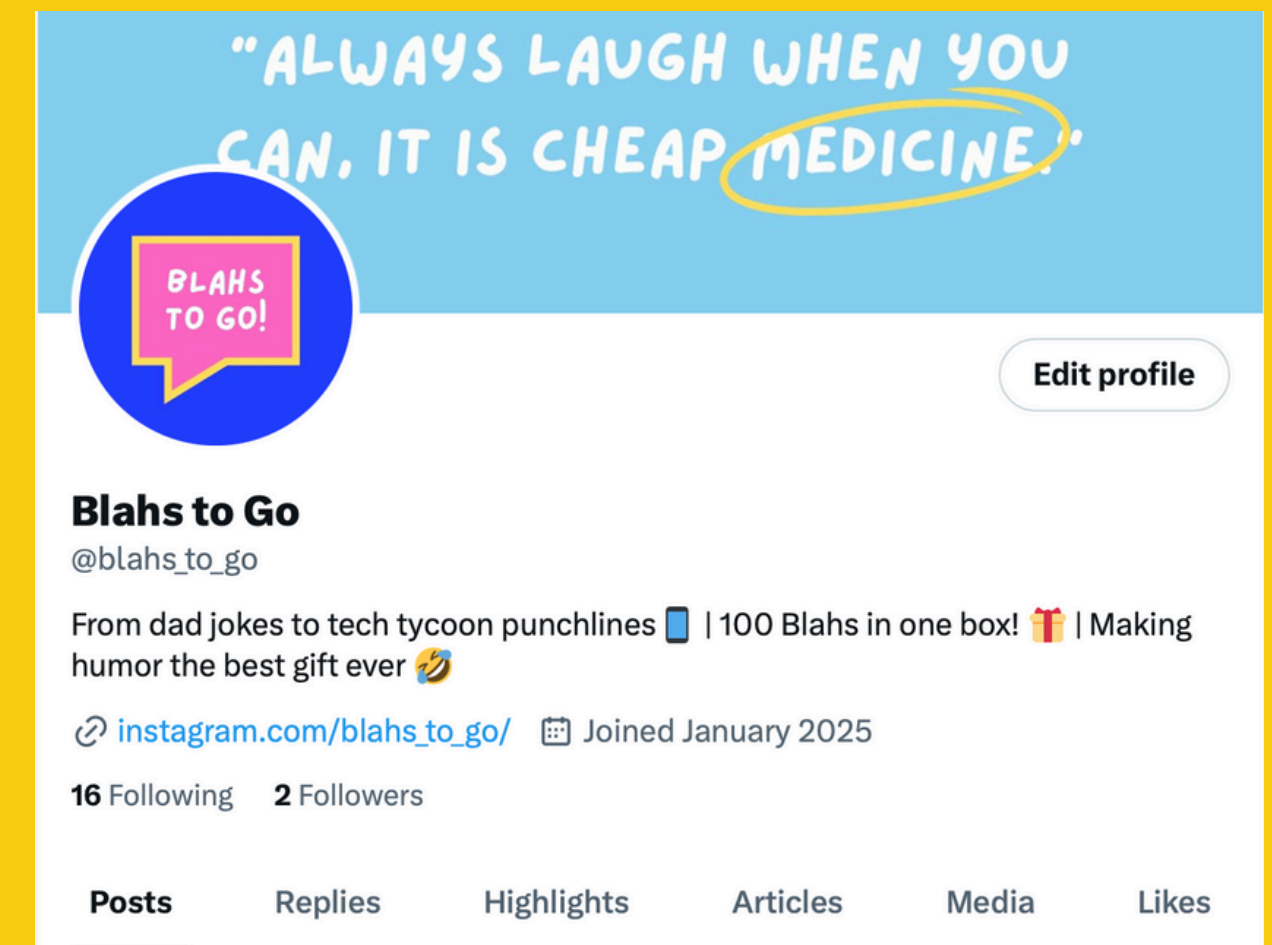 "ALWAYS LAUGH WHEN YOU
CAN, IT IS CHEAP MEDICINE."
BLAHS
TO GO!
Edit profile
Blahs to Go
@blahs_to_go
From dad jokes to tech tycoon punchlines 📱 | 100 Blahs in one box! 🎁 | Making
humor the best gift ever 🤣
instagram.com/blahs_to_go/ Joined January 2025
16 Following 2 Followers
Posts Replies Highlights Articles Media Likes